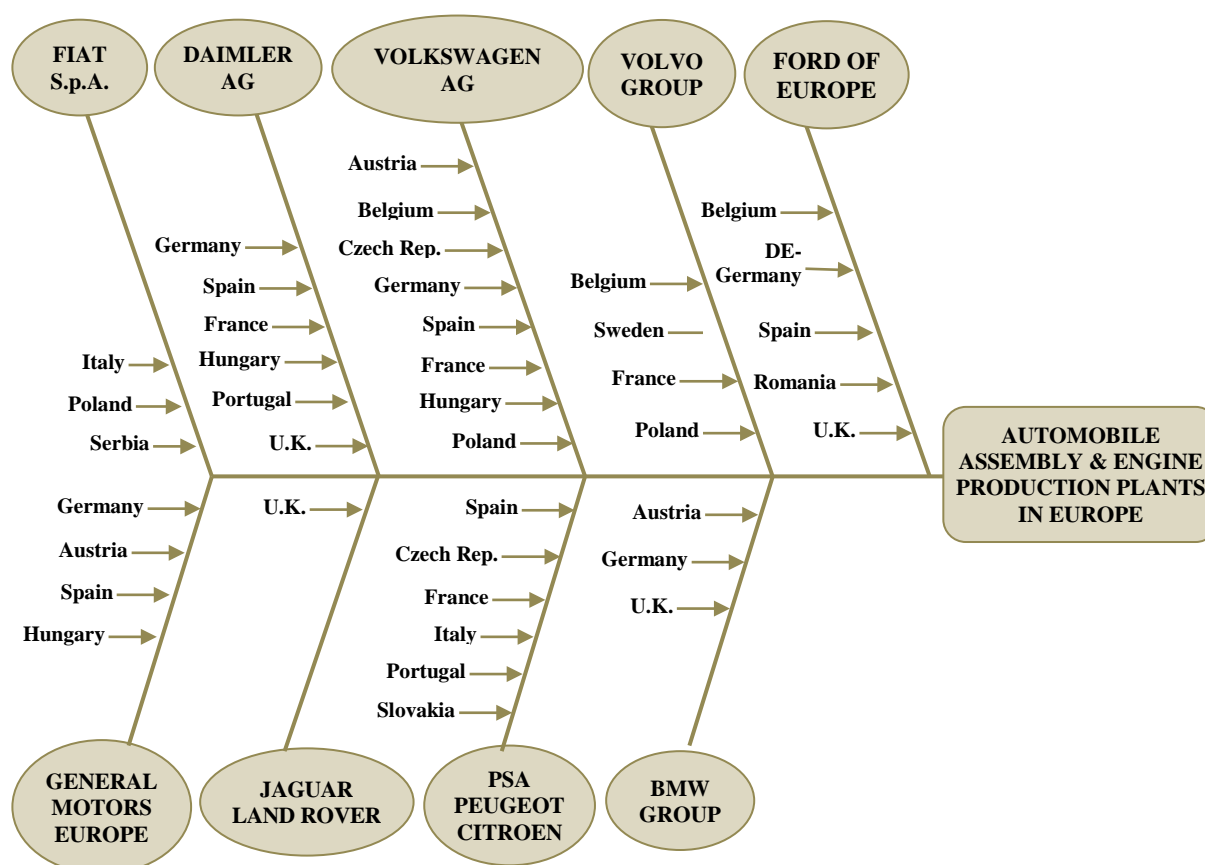 FIAT
S.p.A.
DAIMLER
AG
VOLKSWAGEN
AG
VOLVO
GROUP
FORD OF
EUROPE
Italy
Poland
Serbia
Germany
Spain
France
Hungary
Portugal
U.K.
Austria
Belgium
Czech Rep.
Germany
Spain
France
Hungary
Poland
Belgium
Sweden
France
Poland
Belgium
DE-
Germany
Spain
Romania
U.K.
AUTOMOBILE
ASSEMBLY & ENGINE
PRODUCTION PLANTS
IN EUROPE
Germany
Austria
Spain
Hungary
U.K.
Spain
Czech Rep.
France
Italy
Portugal
Slovakia
Austria
Germany
U.K.
GENERAL
MOTORS
EUROPE
JAGUAR
LAND ROVER
PSA
PEUGEOT
CITROEN
BMW
GROUP